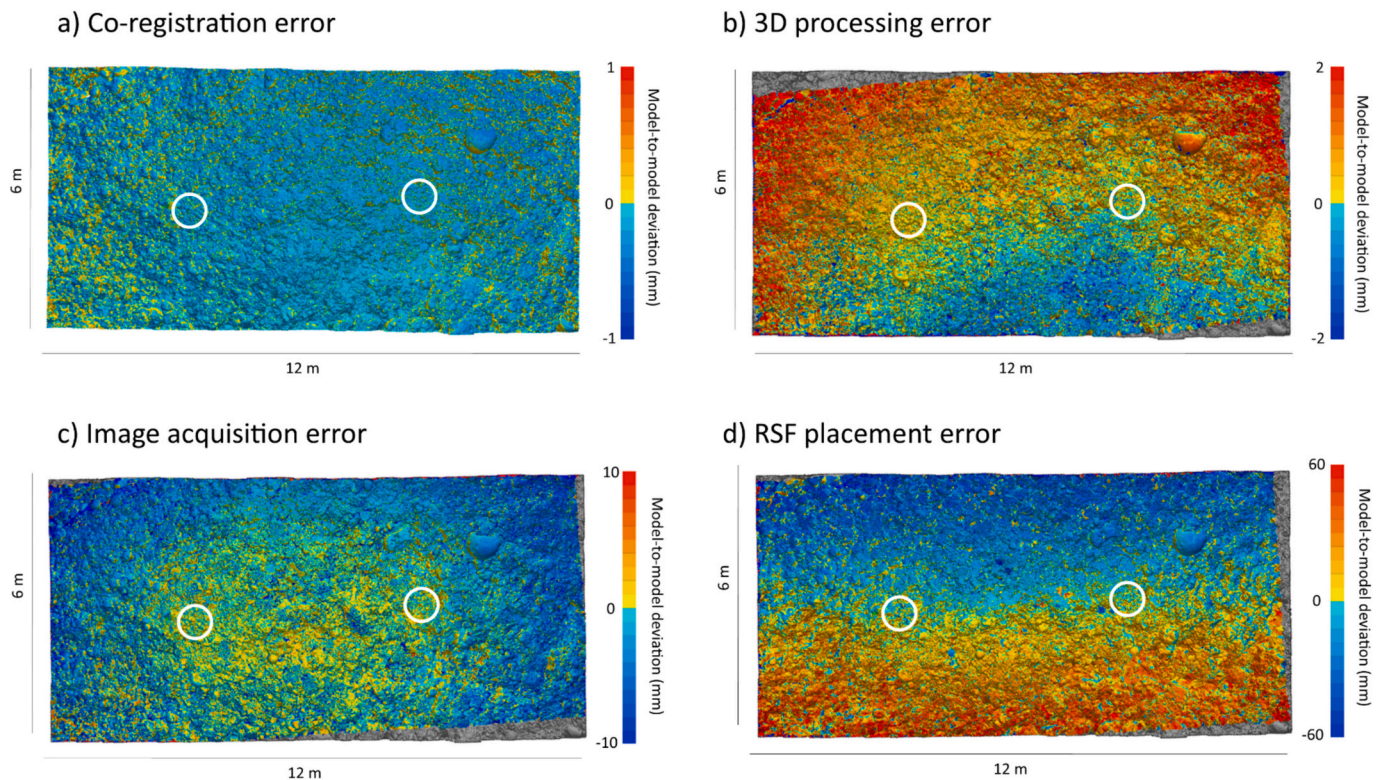 a) Co-registration error
6 m
12 m
1
0
-1
Model-to-model deviation (mm)
b) 3D processing error
6 m
12 m
2
0
-2
Model-to-model deviation (mm)
c) Image acquisition error
6 m
12 m
10
0
-10
Model-to-model deviation (mm)
d) RSF placement error
6 m
12 m
60
0
-60
Model-to-model deviation (mm)